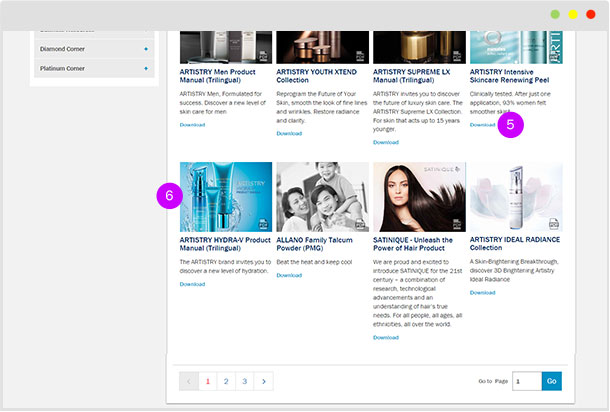 Diamond Corner +
Platinum Corner +
ARTISTRY Men Product
Manual (Trilingual)
ARTISTRY Men, Formulated for
success, Discover a new level of
skin care for men
Download
ARTISTRY YOUTH XTEND
Collection
Reprogram the Future of Your
Skin, smooth the look of fine lines
and wrinkles. Restore radiance
and clarity.
Download
ARTISTRY SUPREME LX
Manual (Trilingual)
ARTISTRY invites you to discover
the future of luxury skin care. The
ARTISTRY Supreme LX Collection.
For skin that acts up to 15 years
younger.
Download
ARTISTRY Intensive
Skincare Renewing Peel
Clinically tested. After just one
application, 93% women felt
smoother skin!
Download
5
6
ARTISTRY
ARTISTRY HYDRA-V Product
Manual (Trilingual)
The ARTISTRY brand invites you to
discover a new level of hydration.
Download
ALLANO Family Talcum
Powder (PMG)
Beat the heat and keep cool
Download
SATINIQUE
SATINIQUE - Unleash the
Power of Hair Product
We are proud and excited to
introduce SATINIQUE for the 21st
century – a combination of
research, technological
advancements and an
understanding of hair's true
needs. For all people, all ages, all
ethnicities, all over the world.
Download
ARTISTRY IDEAL RADIANCE
Collection
A Skin-Brightening Breakthrough,
discover 3D Brightening Artistry
Ideal Radiance
Download
< 1 2 3 >
Go to Page 1 Go